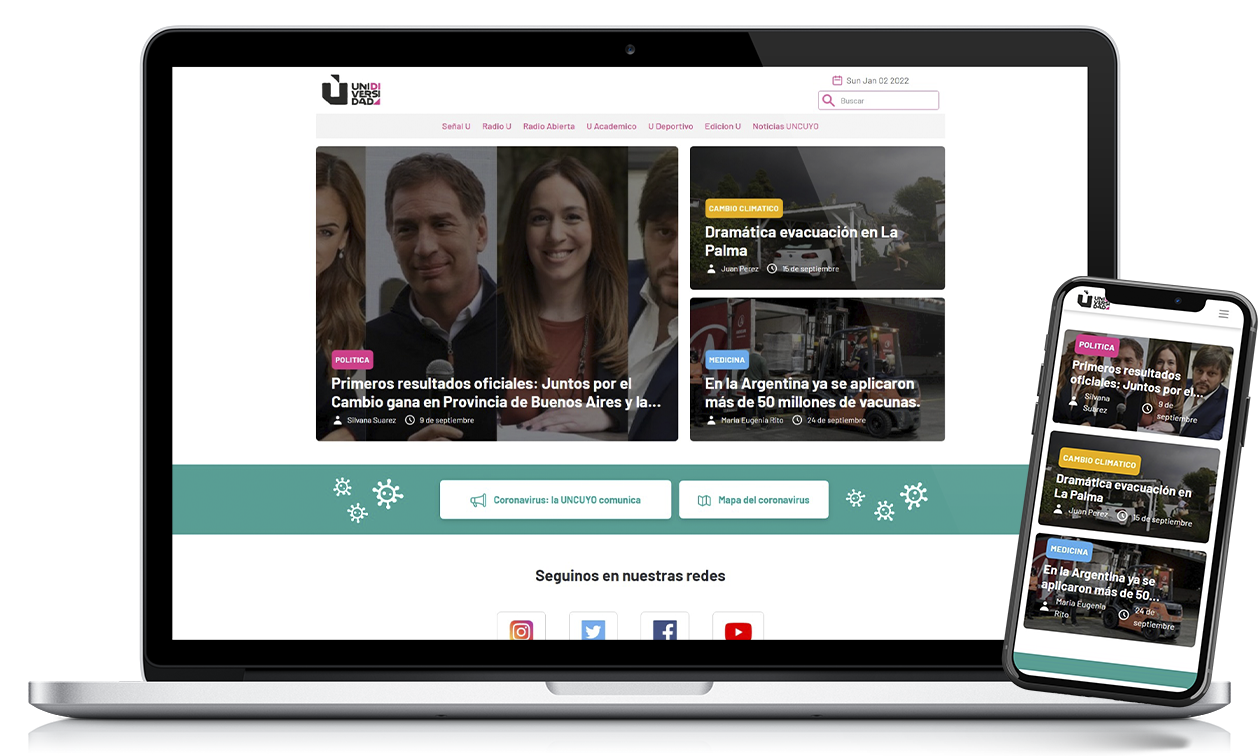 UNIDI
VERSI
DAD
Sun Jan 02 2022
Buscar
Señal U Radio U Radio Abierta U Academico U Deportivo Edicion U Noticias UNCUYO
POLITICA
Primeros resultados oficiales: Juntos por el
Cambio gana en Provincia de Buenos Aires y la...
Silvana Suarez 9 de septiembre
CAMBIO CLIMATICO
Dramática evacuación en La
Palma
Juan Perez 15 de septiembre
MEDICINA
En la Argentina ya se aplicaron
más de 50 millones de vacunas.
Maria Eugenia Rito 24 de septiembre
Coronavirus: la UNCUYO comunica
Mapa del coronavirus
Seguinos en nuestras redes
UNIDI
VERSI
DAD
POLITICA
Primeros resultados
oficiales: Juntos por el...
Silvana
Suarez
9 de
septiembre
CAMBIO CLIMATICO
Dramática evacuación en
La Palma
Juan Perez 15 de septiembre
MEDICINA
En la Argentina ya se
aplicaron más de 50...
Maria Eugenia
Rito
24 de
septiembre